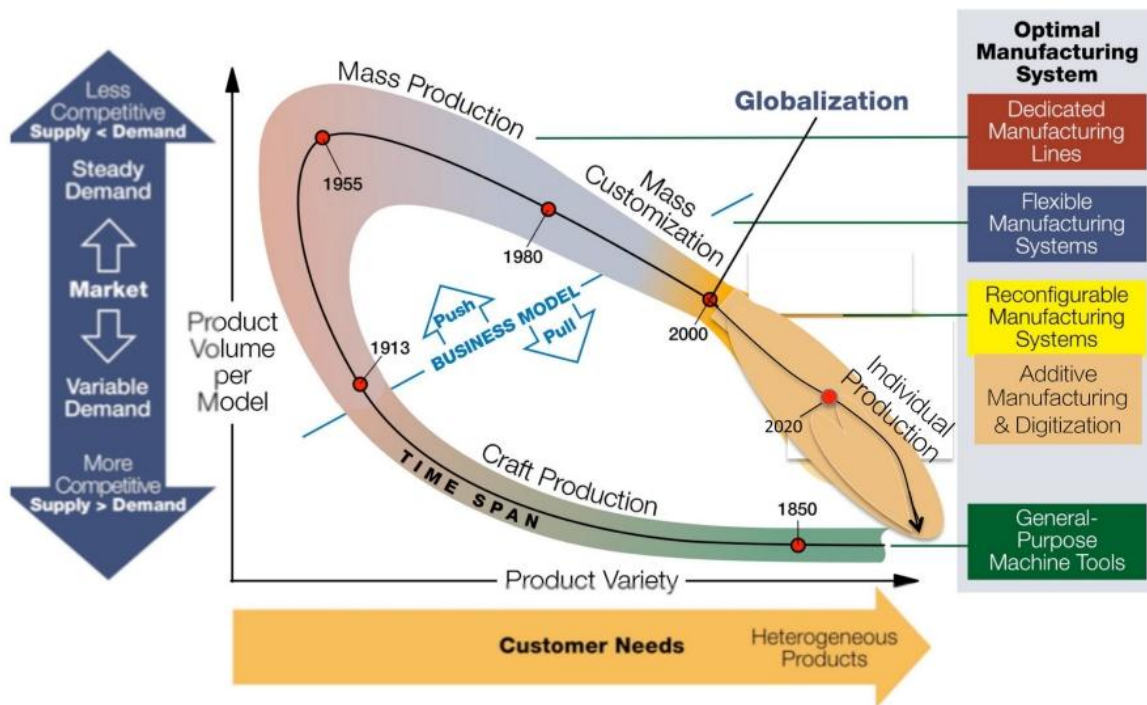 Less
Competitive
Supply < Demand
Steady
Demand
Market
Variable
Demand
More
Competitive
Supply > Demand
Product
Volume
per
Model
Mass Production
1955
1980
1913
Push
BUSINESS MODEL
Pull
Mass
Customization
Globalization
2000
Individual
Production
2020
Craft Production
TIME SPAN
1850
Product Variety
Customer Needs
Heterogeneous
Products
Optimal
Manufacturing
System
Dedicated
Manufacturing
Lines
Flexible
Manufacturing
Systems
Reconfigurable
Manufacturing
Systems
Additive
Manufacturing
& Digitization
General-
Purpose
Machine Tools